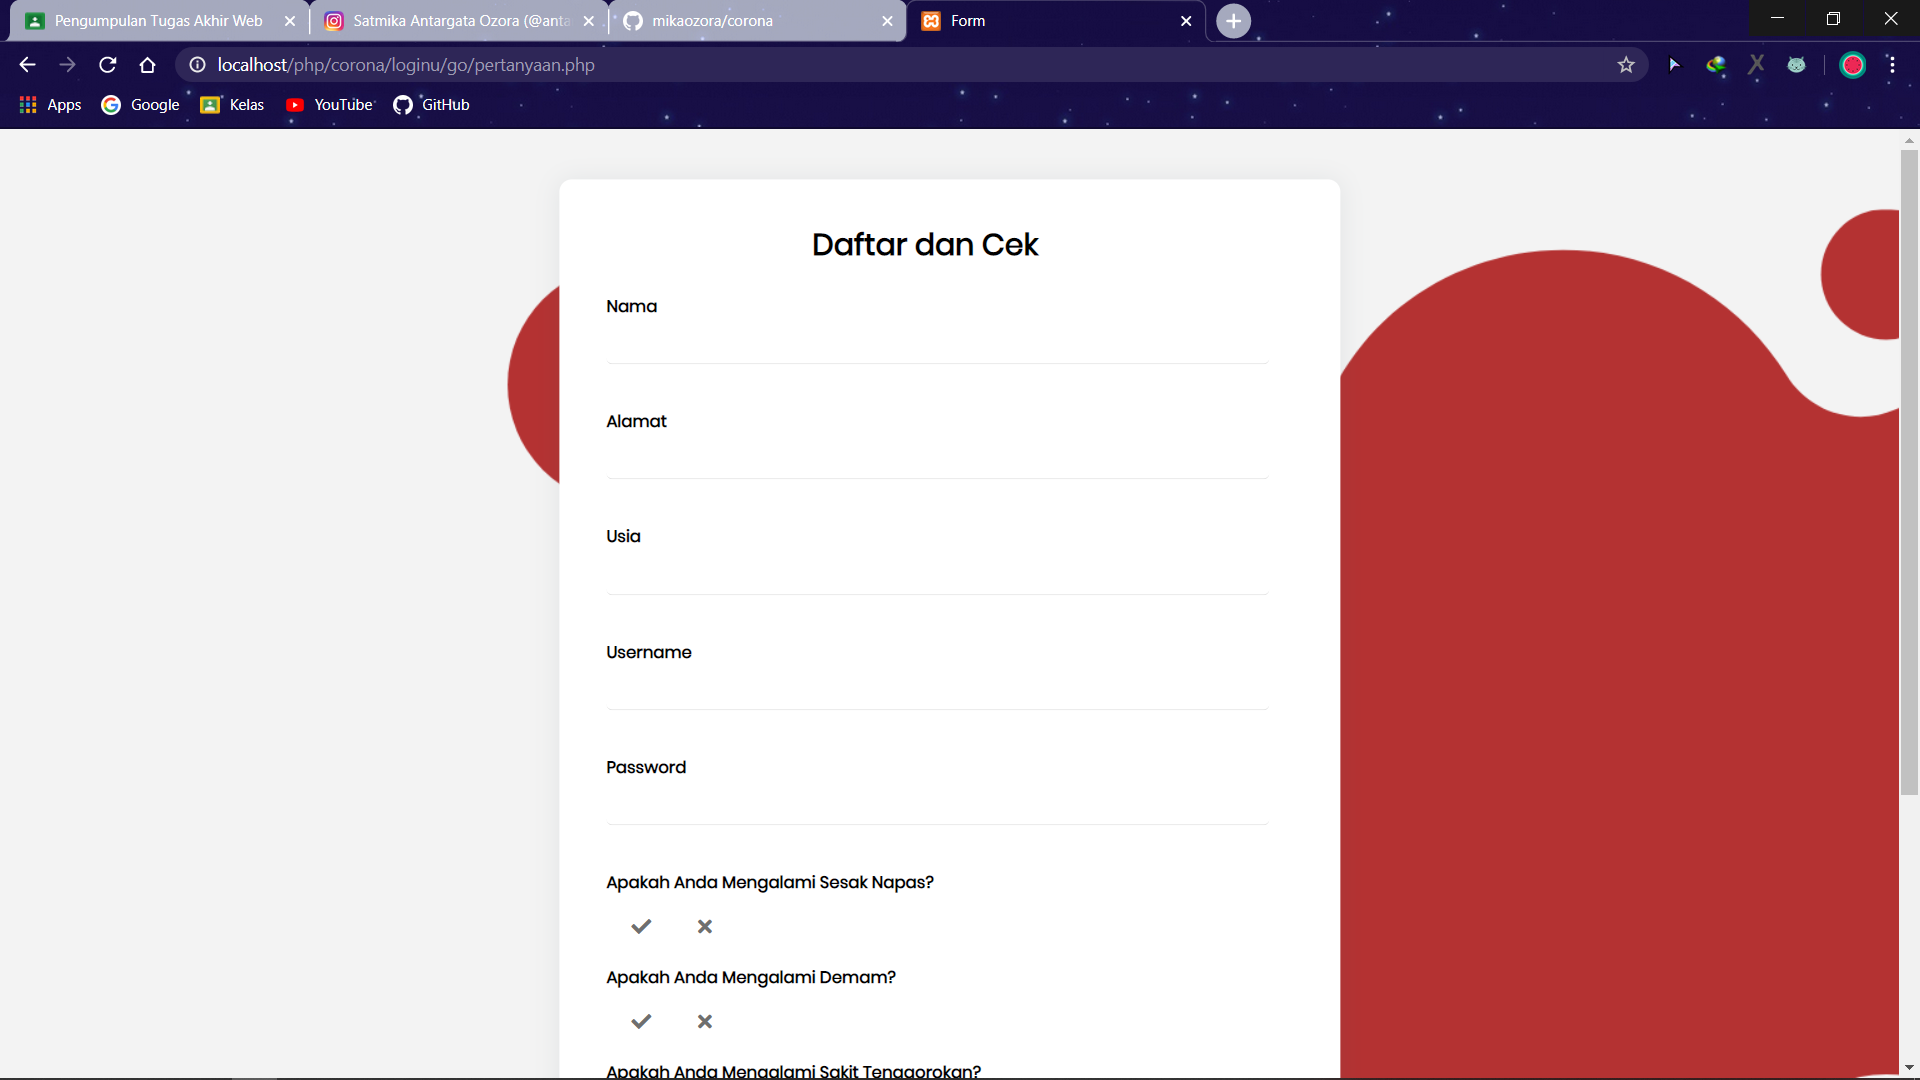 Pengumpulan Tugas Akhir Web
Satmika Antargata Ozora (@anta
mikaozora/corona
Form
localhost/php/corona/loginu/go/pertanyaan.php
Apps
Google
Kelas
YouTube
GitHub
Daftar dan Cek
Nama
Alamat
Usia
Username
Password
Apakah Anda Mengalami Sesak Napas?
Apakah Anda Mengalami Demam?
Apakah Anda Mengalami Sakit Tenggorokan?